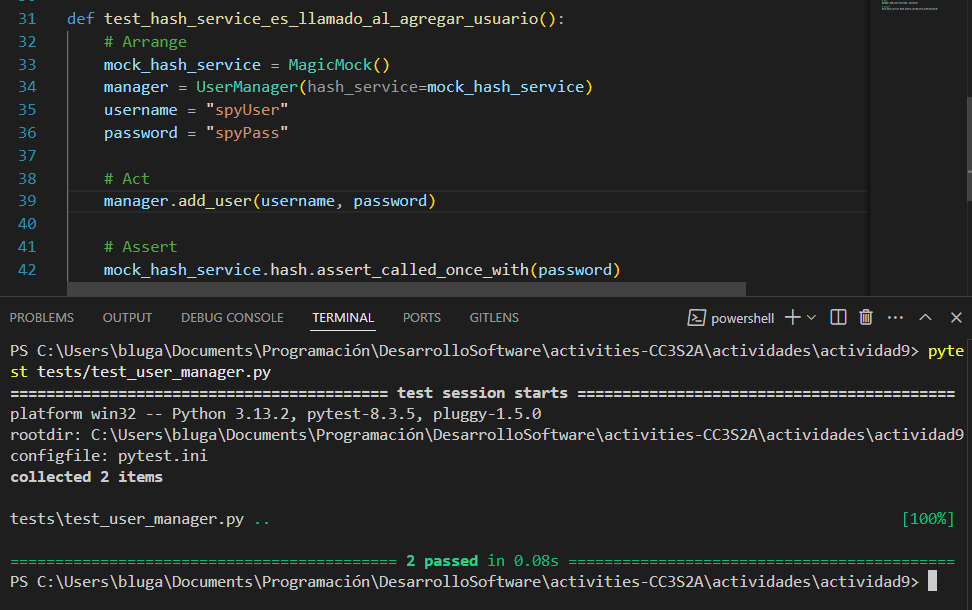 31 def test_hash_service_es_llamado_al_agregar_usuario():
32 # Arrange
33 mock_hash_service = MagicMock()
34 manager = UserManager(hash_service=mock_hash_service)
35 username = "spyUser"
36 password = "spyPass"
37
38 # Act
39 manager.add_user(username, password)
40
41 # Assert
42 mock_hash_service.hash.assert_called_once_with(password)
PROBLEMS OUTPUT DEBUG CONSOLE TERMINAL PORTS GITLENS powershell
PS C:\Users\bluga\Documents\Programación\DesarrolloSoftware\activities-CC3S2A\actividades\actividad9> pyte
st tests/test_user_manager.py
========================================= test session starts =========================================
platform win32 -- Python 3.13.2, pytest-8.3.5, pluggy-1.5.0
rootdir: C:\Users\bluga\Documents\Programación\DesarrolloSoftware\activities-CC3S2A\actividades\actividad9
configfile: pytest.ini
collected 2 items
tests\test_user_manager.py .. [100%]
========================================== 2 passed in 0.08s ==========================================
PS C:\Users\bluga\Documents\Programación\DesarrolloSoftware\activities-CC3S2A\actividades\actividad9>